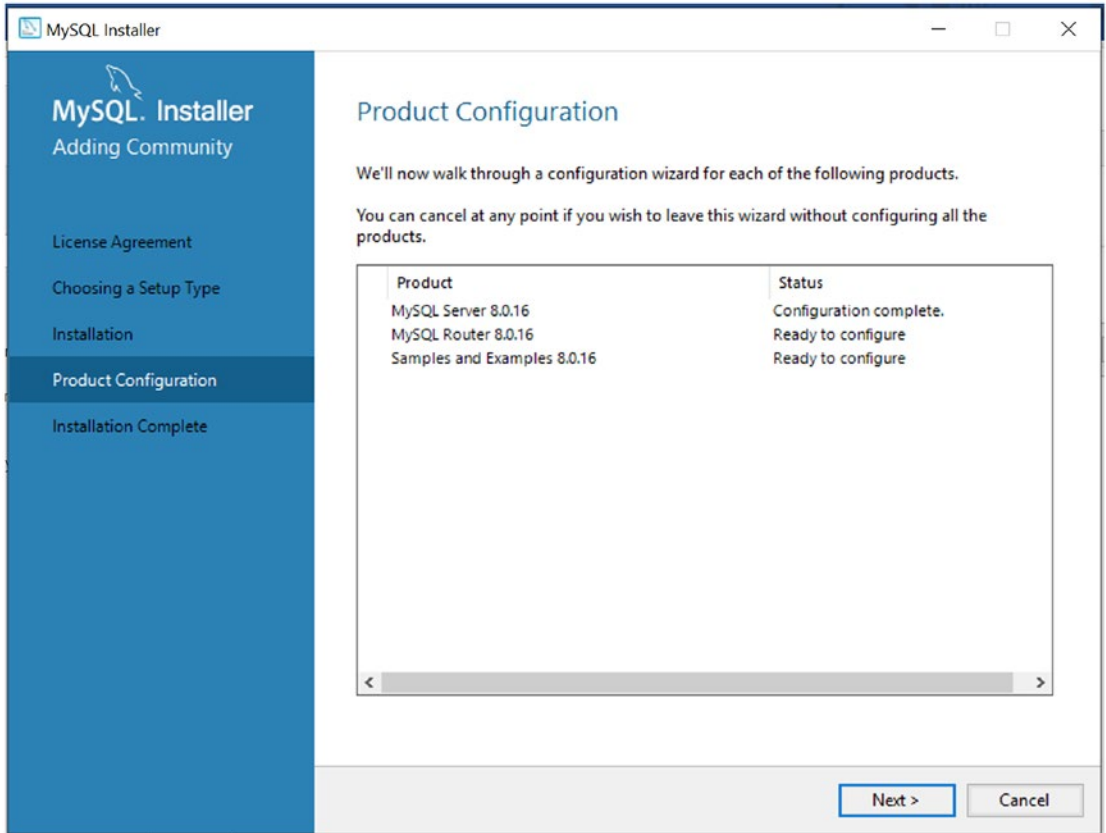 MySQL Installer
MySQL. Installer
Adding Community
License Agreement
Choosing a Setup Type
Installation
Product Configuration
Installation Complete
Product Configuration
We'll now walk through a configuration wizard for each of the following products.
You can cancel at any point if you wish to leave this wizard without configuring all the
products.
Product Status
MySQL Server 8.0.16 Configuration complete.
MySQL Router 8.0.16 Ready to configure
Samples and Examples 8.0.16 Ready to configure
Next > Cancel